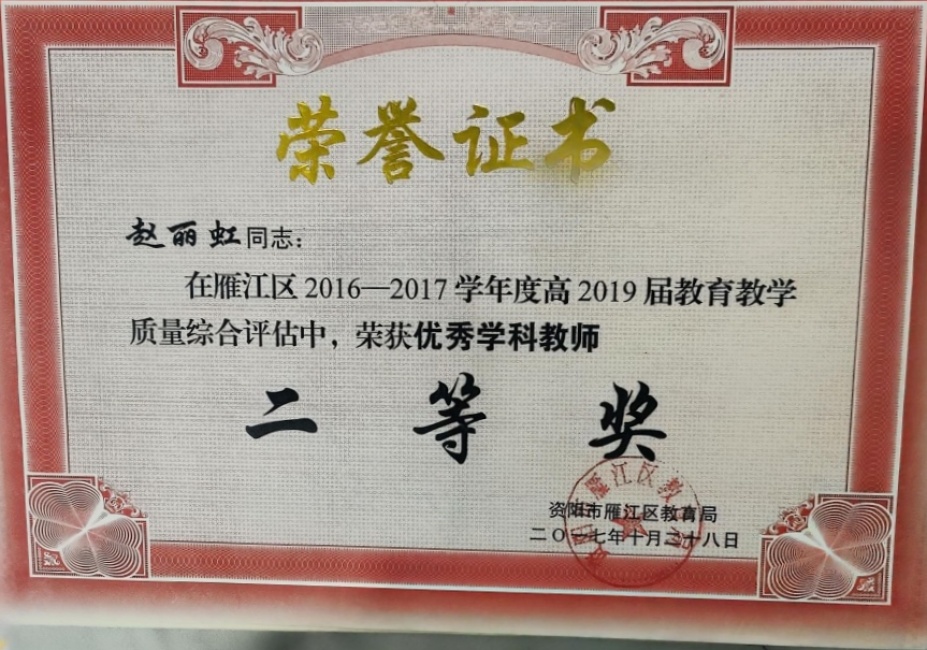 荣誉证书
赵丽虹同志：
在雁江区2016—2017学年度高2019届教育教学
质量综合评估中，荣获优秀学科教师
二等奖
资阳市雁江区教育局
二〇一七年十月二十八日